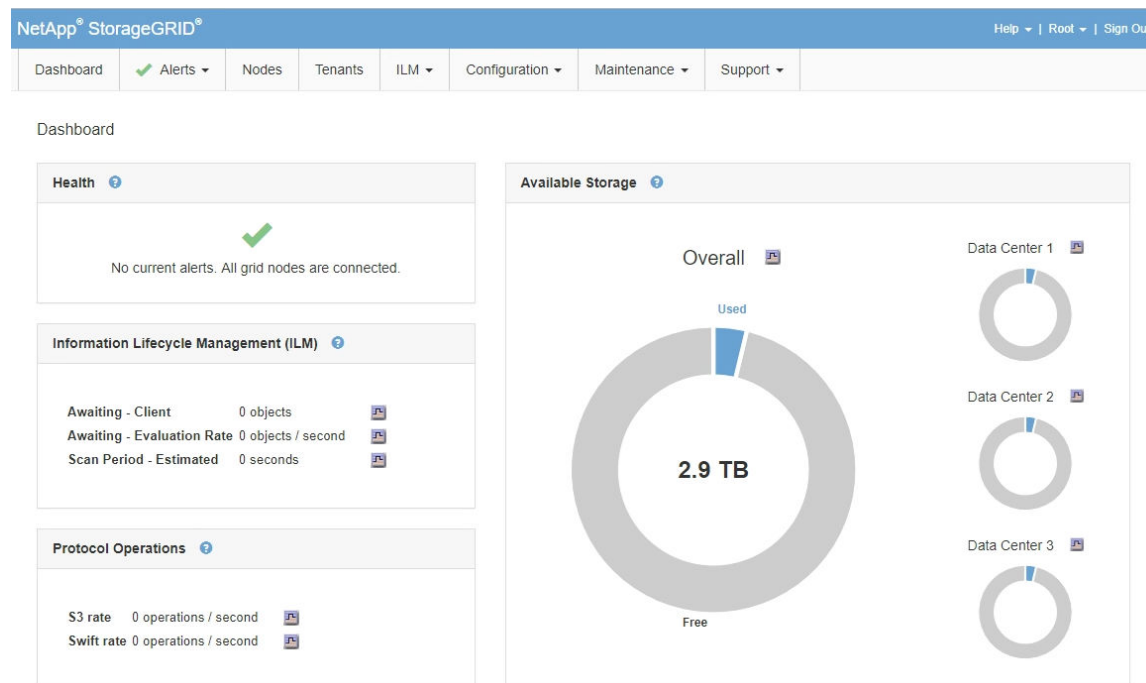 NetApp® StorageGRID®
Help | Root | Sign Ou
Dashboard
Alerts
Nodes
Tenants
ILM
Configuration
Maintenance
Support
Dashboard
Health
No current alerts. All grid nodes are connected.
Information Lifecycle Management (ILM)
Awaiting - Client 0 objects
Awaiting - Evaluation Rate 0 objects / second
Scan Period - Estimated 0 seconds
Protocol Operations
S3 rate 0 operations / second
Swift rate 0 operations / second
Available Storage
Overall
Used
2.9 TB
Free
Data Center 1
Data Center 2
Data Center 3